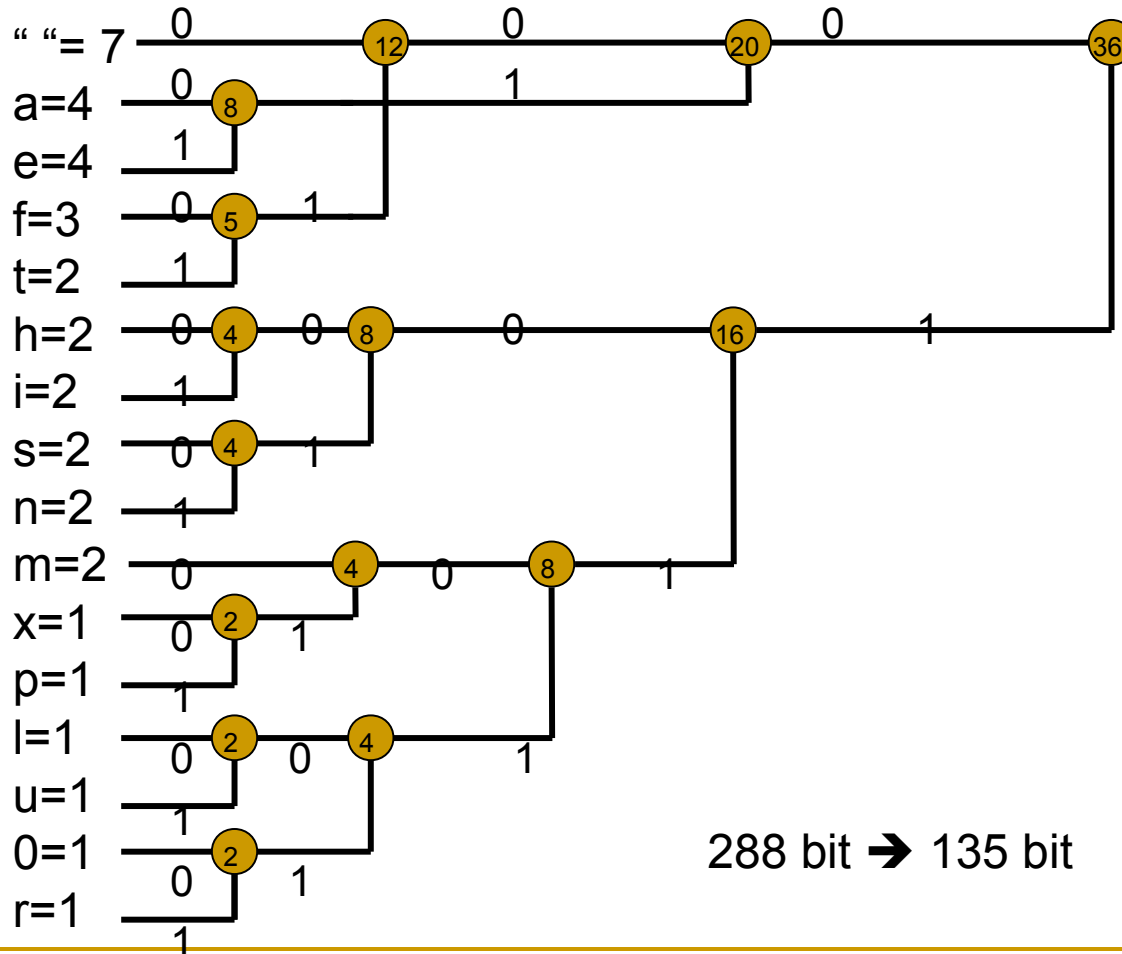 0 0 0
“ “= 7 12 20 36
0 1
a=4 8
1
e=4
0 1
f=3 5
1
t=2
h=2 0 4 0 8 0 16 1
i=2 1
s=2 0 4 1
n=2 1
m=2 0 4 0 8 1
x=1 0 2 1
p=1 1
l=1 0 2 0 4 1
u=1 1
0=1 2 288 bit ➔ 135 bit
0 1
r=1
1